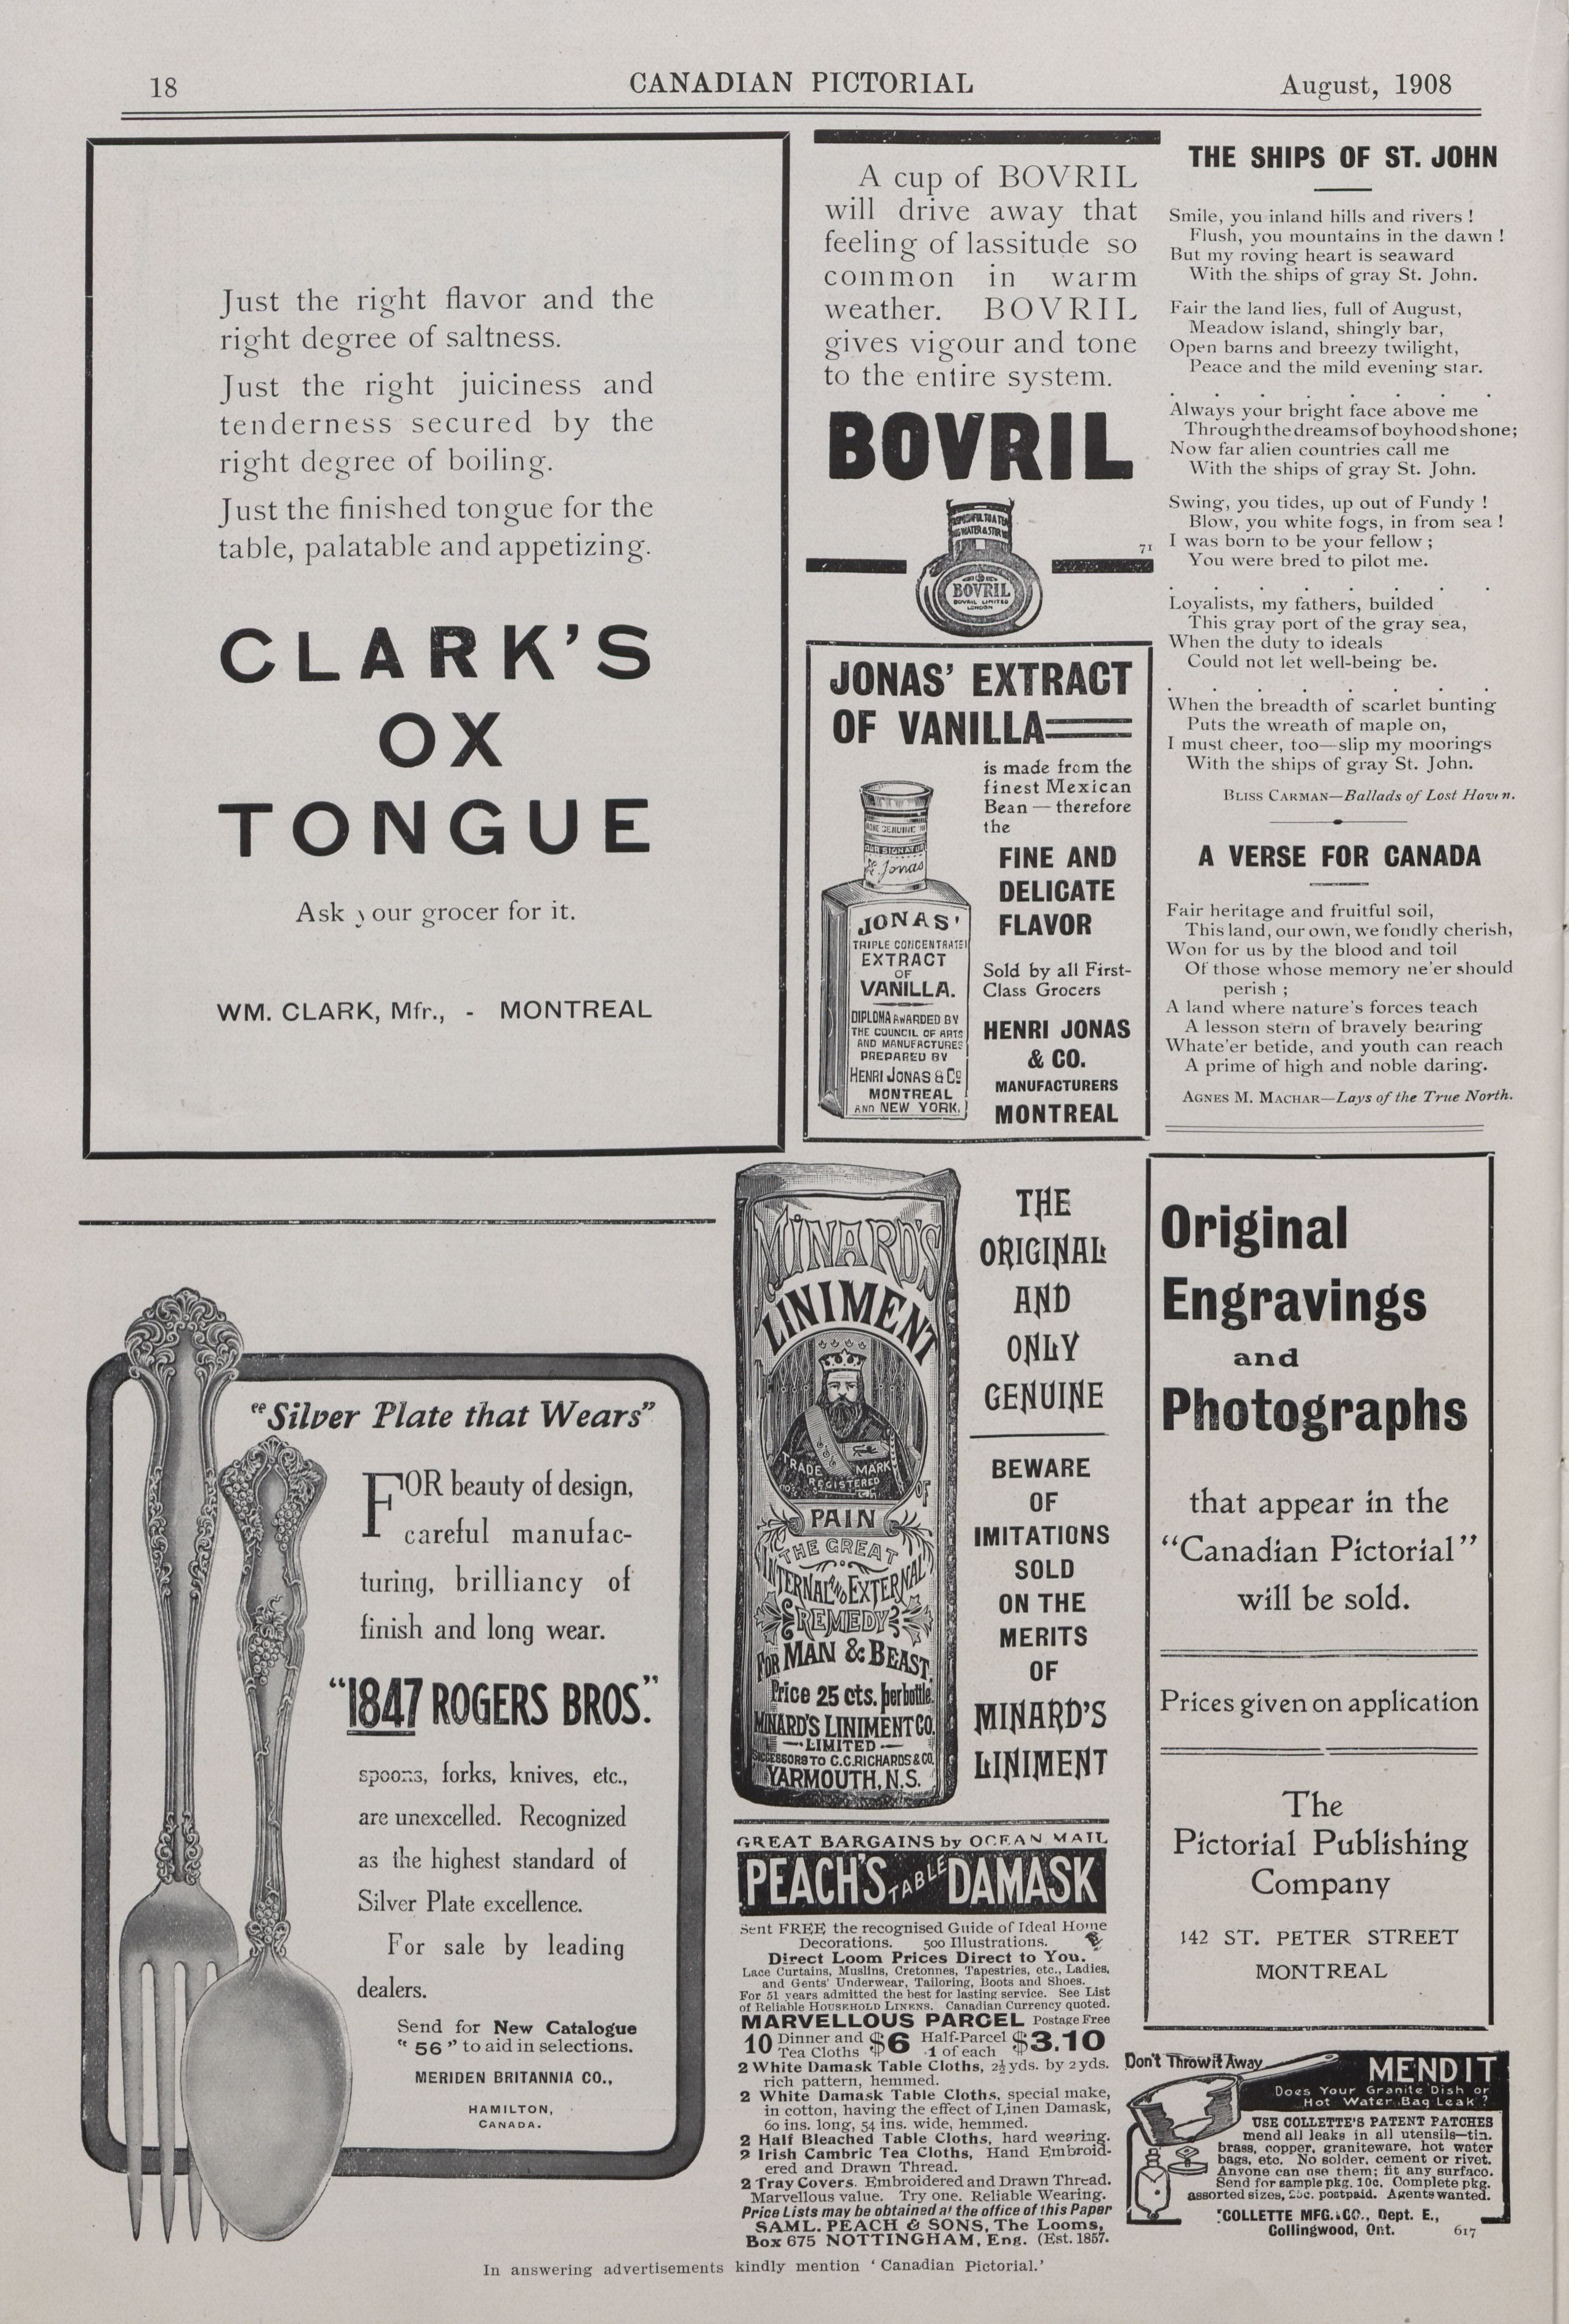 18
CANADIAN PICTORIAL
August, 1908
Just the right flavor and the
right degree of saltness.
Just the right juiciness and
tenderness secured by the
right degree of boiling.
Just the finished tongue for the
table, palatable and appetizing.
CLARK'S
OX
TONGUE
Ask your grocer for it.
WM. CLARK, Mfr., - MONTREAL
A cup of BOVRIL
will drive away that
feeling of lassitude so
common in warm
weather. BOVRIL
gives vigour and tone
to the entire system.
BOVRIL
BOVRIL
BOVRIL LIMITED
LONDON
71
JONAS' EXTRACT
OF VANILLA
is made from the
finest Mexican
Bean — therefore
the
FINE AND
DELICATE
FLAVOR
Sold by all First-
Class Grocers
HENRI JONAS
& CO.
MANUFACTURERS
MONTREAL
NONE GENUINE
OUR SIGNATUR
H. Jonas
JONAS'
TRIPLE CONCENTRATED
EXTRACT
OF
VANILLA.
DIPLOMA AWARDED BY
THE COUNCIL OF ARTS
AND MANUFACTURES
PREPARED BY
HENRI JONAS & Co
MONTREAL
AND NEW YORK.
THE SHIPS OF ST. JOHN
Smile, you inland hills and rivers !
Flush, you mountains in the dawn !
But my roving heart is seaward
With the ships of gray St. John.
Fair the land lies, full of August,
Meadow island, shingly bar,
Open barns and breezy twilight,
Peace and the mild evening star.
. . . . . . . .
Always your bright face above me
Through the dreams of boyhood shone;
Now far alien countries call me
With the ships of gray St. John.
Swing, you tides, up out of Fundy !
Blow, you white fogs, in from sea !
I was born to be your fellow ;
You were bred to pilot me.
. . . . . . . .
Loyalists, my fathers, builded
This gray port of the gray sea,
When the duty to ideals
Could not let well-being be.
. . . . . . . .
When the breadth of scarlet bunting
Puts the wreath of maple on,
I must cheer, too—slip my moorings
With the ships of gray St. John.
BLISS CARMAN—Ballads of Lost Haven.
A VERSE FOR CANADA
Fair heritage and fruitful soil,
This land, our own, we fondly cherish,
Won for us by the blood and toil
Of those whose memory ne'er should
perish ;
A land where nature's forces teach
A lesson stern of bravely bearing
Whate'er betide, and youth can reach
A prime of high and noble daring.
AGNES M. MACHAR—Lays of the True North.
"Silver Plate that Wears"
FOR beauty of design,
careful manufac-
turing, brilliancy of
finish and long wear.
"1847 ROGERS BROS."
spoons, forks, knives, etc.,
are unexcelled. Recognized
as the highest standard of
Silver Plate excellence.
For sale by leading
dealers.
Send for New Catalogue
" 56 " to aid in selections.
MERIDEN BRITANNIA CO.,
HAMILTON,
CANADA.
MINARD'S
LINIMENT
TRADE MARK
REGISTERED
OF
PAIN
THE GREAT
INTERNAL AND EXTERNAL
REMEDY
FOR MAN & BEAST
Price 25 cts. per bottle
MINARD'S LINIMENT CO.
LIMITED
SUCCESSORS TO C.C. RICHARDS & CO.
YARMOUTH, N.S.
THE
ORIGINAL
AND
ONLY
GENUINE
BEWARE
OF
IMITATIONS
SOLD
ON THE
MERITS
OF
MINARD'S
LINIMENT
GREAT BARGAINS by OCEAN MAIL
PEACH'S TABLE DAMASK
Sent FREE the recognised Guide of Ideal Home
Decorations. 500 Illustrations.
Direct Loom Prices Direct to You.
Lace Curtains, Muslins, Cretonnes, Tapestries, etc., Ladies,
and Gents' Underwear, Tailoring, Boots and Shoes.
For 51 years admitted the best for lasting service. See List
of Reliable HOUSEHOLD LINENS. Canadian Currency quoted.
MARVELLOUS PARCEL Postage Free
10 Dinner and Tea Cloths $6 Half-Parcel 1 of each $3.10
2 White Damask Table Cloths, 2½ yds. by 2 yds.
rich pattern, hemmed.
2 White Damask Table Cloths, special make,
in cotton, having the effect of Linen Damask,
60 ins. long, 54 ins. wide, hemmed.
2 Half Bleached Table Cloths, hard wearing.
2 Irish Cambric Tea Cloths, Hand Embroid-
ered and Drawn Thread.
2 Tray Covers. Embroidered and Drawn Thread.
Marvellous value. Try one. Reliable Wearing.
Price Lists may be obtained at the office of this Paper
SAML. PEACH & SONS, The Looms,
Box 675 NOTTINGHAM, Eng. (Est. 1857.
Original
Engravings
and
Photographs
that appear in the
"Canadian Pictorial"
will be sold.
Prices given on application
The
Pictorial Publishing
Company
142 ST. PETER STREET
MONTREAL
Don't Throw it Away
MEND IT
Does Your Granite Dish or
Hot Water Bag Leak ?
USE COLLETTE'S PATENT PATCHES
mend all leaks in all utensils—tin.
brass, copper, graniteware, hot water
bags, etc. No solder, cement or rivet.
Anyone can use them; fit any surface.
Send for sample pkg. 10c. Complete pkg.
assorted sizes, 25c. postpaid. Agents wanted.
COLLETTE MFG. CO., Dept. E.,
Collingwood, Ont. 617
In answering advertisements kindly mention ' Canadian Pictorial.'